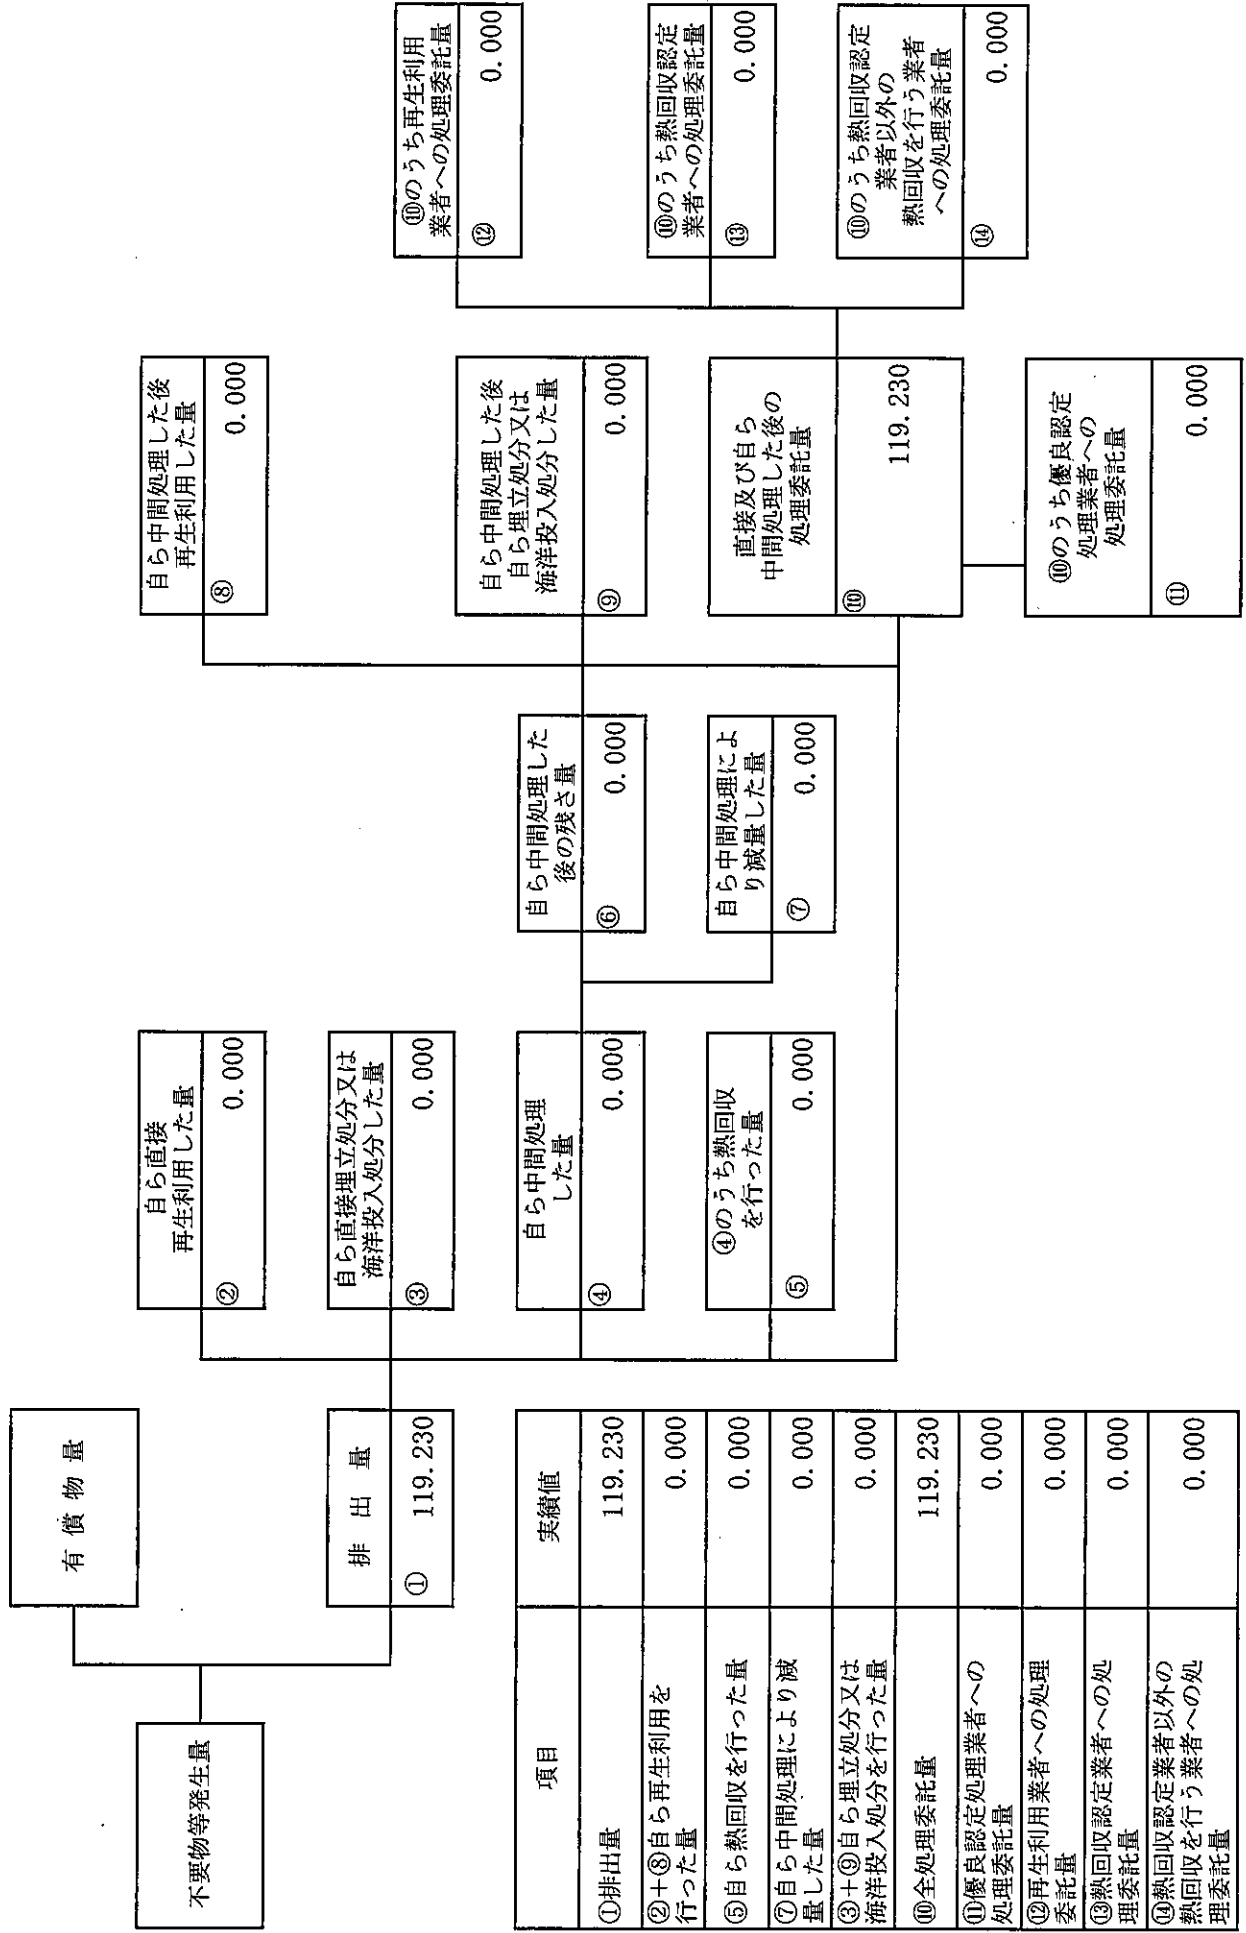 不要物等発生量
有 償 物 量
排 出 量
① 119.230
自ら直接
再生利用した量
② 0.000
自ら直接埋立処分又は
海洋投入処分した量
③ 0.000
自ら中間処理
した量
④ 0.000
④のうち熱回収
を行った量
⑤ 0.000
自ら中間処理した
後の残さ量
⑥ 0.000
自ら中間処理によ
り減量した量
⑦ 0.000
自ら中間処理した後
再生利用した量
⑧ 0.000
自ら中間処理した後
自ら埋立処分又は
海洋投入処分した量
⑨ 0.000
直接及び自ら
中間処理した後の
処理委託量
⑩ 119.230
⑩のうち優良認定
処理業者への
処理委託量
⑪ 0.000
⑩のうち再生利用
業者への処理委託量
⑫ 0.000
⑩のうち熱回収認定
業者への処理委託量
⑬ 0.000
⑩のうち熱回収認定
業者以外の
熱回収を行う業者
への処理委託量
⑭ 0.000
項目 実績値
①排出量 119.230
②+⑧自ら再生利用を
行った量 0.000
⑤自ら熱回収を行った量 0.000
⑦自ら中間処理により減
量した量 0.000
③+⑨自ら埋立処分又は
海洋投入処分を行った量 0.000
⑩全処理委託量 119.230
⑪優良認定処理業者への
処理委託量 0.000
⑫再生利用業者への処理
委託量 0.000
⑬熱回収認定業者への処
理委託量 0.000
⑭熱回収認定業者以外の
熱回収を行う業者への処
理委託量 0.000